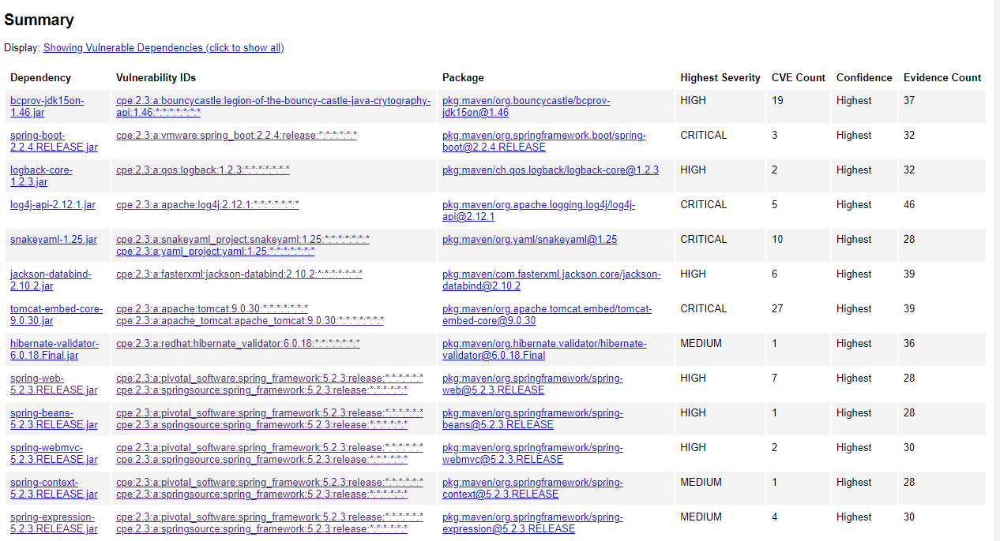 Summary
Display: Showing Vulnerable Dependencies (click to show all)
Dependency Vulnerability IDs Package Highest Severity CVE Count Confidence Evidence Count
bcprov-jdk15on- cpe:2.3:a:bouncycastle:legion-of-the-bouncy-castle-java-crytography- pkg:maven/org.bouncycastle/bcprov- HIGH 19 Highest 37
1.46.jar api:1.46:*:*:*:*:*:*:* jdk15on@1.46
spring-boot- cpe:2.3:a:vmware:spring_boot:2.2.4:release:*:*:*:*:*:* pkg:maven/org.springframework.boot/spring- CRITICAL 3 Highest 32
2.2.4.RELEASE.jar boot@2.2.4.RELEASE
logback-core- cpe:2.3:a:qos:logback:1.2.3:*:*:*:*:*:*:* pkg:maven/ch.qos.logback/logback-core@1.2.3 HIGH 2 Highest 32
1.2.3.jar
log4j-api-2.12.1.jar cpe:2.3:a:apache:log4j:2.12.1:*:*:*:*:*:*:* pkg:maven/org.apache.logging.log4j/log4j- CRITICAL 5 Highest 46
api@2.12.1
snakeyaml-1.25.jar cpe:2.3:a:snakeyaml_project:snakeyaml:1.25:*:*:*:*:*:*:* pkg:maven/org.yaml/snakeyaml@1.25 CRITICAL 10 Highest 28
cpe:2.3:a:yaml_project:yaml:1.25:*:*:*:*:*:*:*
jackson-databind- cpe:2.3:a:fasterxml:jackson-databind:2.10.2:*:*:*:*:*:*:* pkg:maven/com.fasterxml.jackson.core/jackson- HIGH 6 Highest 39
2.10.2.jar databind@2.10.2
tomcat-embed-core- cpe:2.3:a:apache:tomcat:9.0.30:*:*:*:*:*:*:* pkg:maven/org.apache.tomcat.embed/tomcat- CRITICAL 27 Highest 39
9.0.30.jar cpe:2.3:a:apache_tomcat:apache_tomcat:9.0.30:*:*:*:*:*:*:* embed-core@9.0.30
hibernate-validator- cpe:2.3:a:redhat:hibernate_validator:6.0.18:*:*:*:*:*:*:* pkg:maven/org.hibernate.validator/hibernate- MEDIUM 1 Highest 36
6.0.18.Final.jar validator@6.0.18.Final
spring-web- cpe:2.3:a:pivotal_software:spring_framework:5.2.3:release:*:*:*:*:*:* pkg:maven/org.springframework/spring- HIGH 7 Highest 28
5.2.3.RELEASE.jar cpe:2.3:a:springsource:spring_framework:5.2.3:release:*:*:*:*:*:* web@5.2.3.RELEASE
spring-beans- cpe:2.3:a:pivotal_software:spring_framework:5.2.3:release:*:*:*:*:*:* pkg:maven/org.springframework/spring- HIGH 1 Highest 28
5.2.3.RELEASE.jar cpe:2.3:a:springsource:spring_framework:5.2.3:release:*:*:*:*:*:* beans@5.2.3.RELEASE
spring-webmvc- cpe:2.3:a:pivotal_software:spring_framework:5.2.3:release:*:*:*:*:*:* pkg:maven/org.springframework/spring- HIGH 2 Highest 30
5.2.3.RELEASE.jar cpe:2.3:a:springsource:spring_framework:5.2.3:release:*:*:*:*:*:* webmvc@5.2.3.RELEASE
spring-context- cpe:2.3:a:pivotal_software:spring_framework:5.2.3:release:*:*:*:*:*:* pkg:maven/org.springframework/spring- MEDIUM 1 Highest 28
5.2.3.RELEASE.jar cpe:2.3:a:springsource:spring_framework:5.2.3:release:*:*:*:*:*:* context@5.2.3.RELEASE
spring-expression- cpe:2.3:a:pivotal_software:spring_framework:5.2.3:release:*:*:*:*:*:* pkg:maven/org.springframework/spring- MEDIUM 4 Highest 30
5.2.3.RELEASE.jar cpe:2.3:a:springsource:spring_framework:5.2.3:release:*:*:*:*:*:* expression@5.2.3.RELEASE